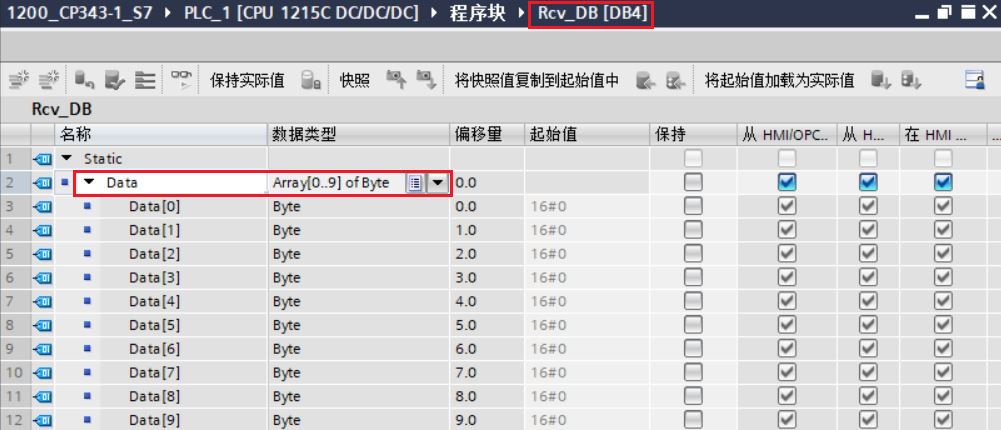 1200_CP343-1_S7 ▸ PLC_1 [CPU 1215C DC/DC/DC] ▸ 程序块 ▸ Rcv_DB [DB4]
保持实际值 快照 将快照值复制到起始值中 将起始值加载为实际值
Rcv_DB
名称 数据类型 偏移量 起始值 保持 从 HMI/OPC.. 从 H... 在 HMI ... ...
1 Static
2 Data Array[0..9] of Byte 0.0
3 Data[0] Byte 0.0 16#0
4 Data[1] Byte 1.0 16#0
5 Data[2] Byte 2.0 16#0
6 Data[3] Byte 3.0 16#0
7 Data[4] Byte 4.0 16#0
8 Data[5] Byte 5.0 16#0
9 Data[6] Byte 6.0 16#0
10 Data[7] Byte 7.0 16#0
11 Data[8] Byte 8.0 16#0
12 Data[9] Byte 9.0 16#0